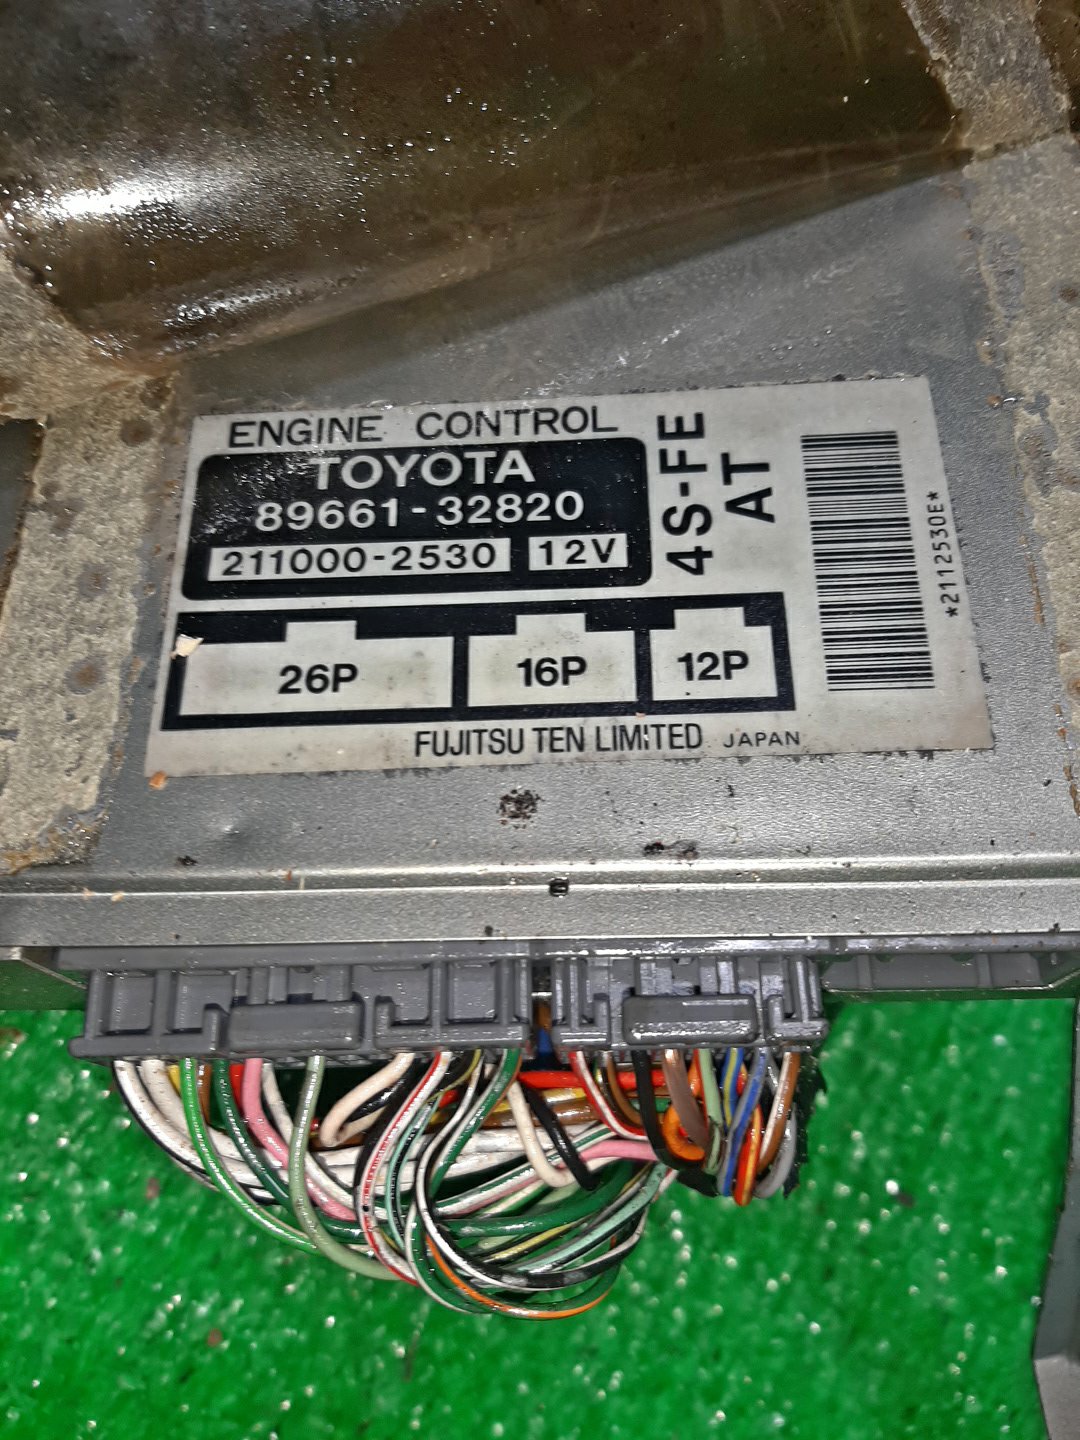 ENGINE CONTROL
TOYOTA
89661-32820
211000-2530 12V
4S-FE
AT
26P 16P 12P
FUJITSU TEN LIMITED JAPAN
*2112530E*